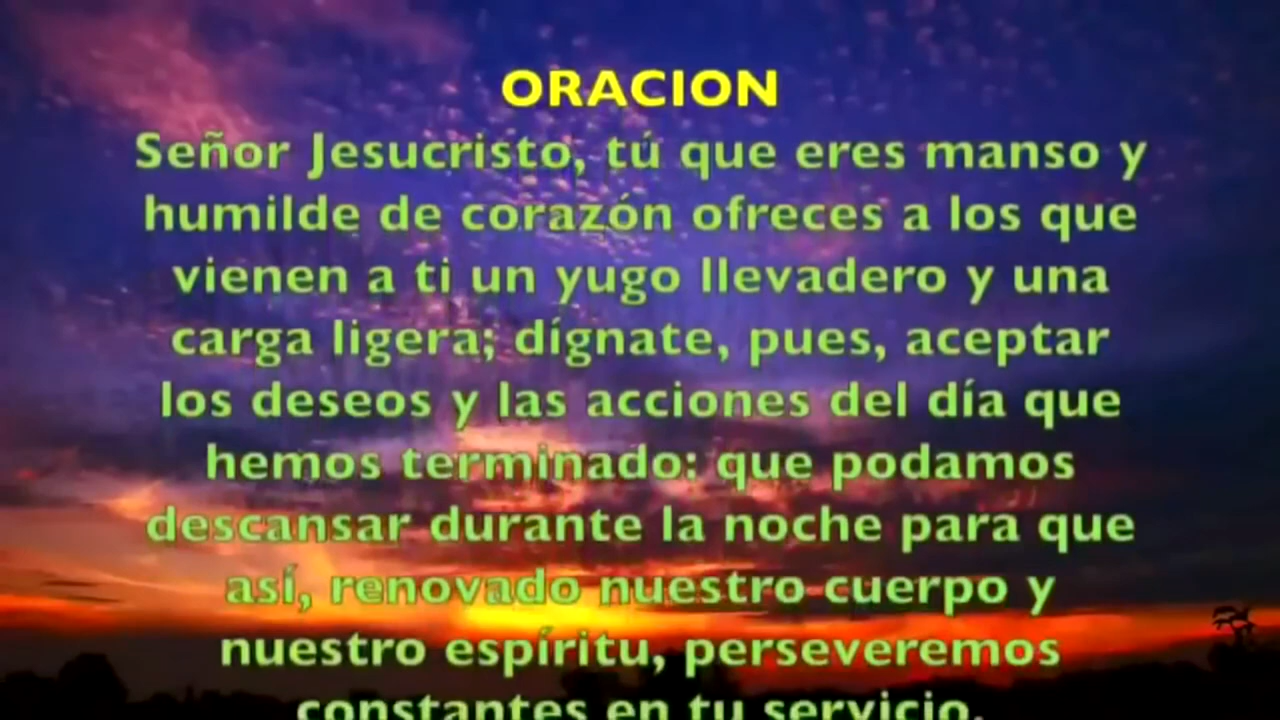 ORACION
Señor Jesucristo, tú que eres manso y
humilde de corazón ofreces a los que
vienen a ti un yugo llevadero y una
carga ligera; dígnate, pues, aceptar
los deseos y las acciones del día que
hemos terminado: que podamos
descansar durante la noche para que
así, renovado nuestro cuerpo y
nuestro espíritu, perseveremos
constantes en tu servicio.